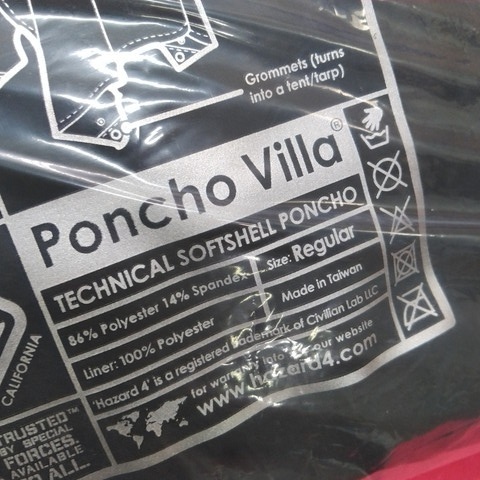 Grommets (turns
into a tent/tarp)
Poncho Villa®
TECHNICAL SOFTSHELL PONCHO
86% Polyester 14% Spandex
Size: Regular
Liner: 100% Polyester
Made in Taiwan
'Hazard 4' is a registered trademark of Civilian Lab LLC
for warranty info our website
www.hazard4.com
CALIFORNIA
TRUSTED™
BY SPECIAL
FORCES.
AVAILABLE
TO ALL...